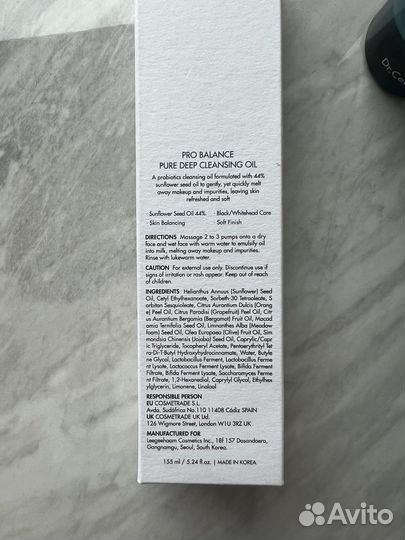 PRO BALANCE
PURE DEEP CLEANSING OIL
A probiotics cleansing oil formulated with 44%
sunflower seed oil to gently, yet quickly melt
away makeup and impurities, leaving skin
refreshed and soft
· Sunflower Seed Oil 44% · Black/Whitehead Care
· Skin Balancing · Soft Finish
DIRECTIONS Massage 2 to 3 pumps onto a dry
face and wet face with warm water to emulsify oil
into milk, melting away makeup and impurities.
Rinse with lukewarm water.
CAUTION For external use only. Discontinue use if
signs of irritation or rash appear. Keep out of reach
of children.
INGREDIENTS Helianthus Annuus (Sunflower) Seed
Oil, Cetyl Ethylhexanoate, Sorbeth-30 Tetraoleate, S
orbitan Sesquioleate, Citrus Aurantium Dulcis (Orang
e) Peel Oil, Citrus Paradisi (Grapefruit) Peel Oil, Cit
rus Aurantium Bergamia (Bergamot) Fruit Oil, Macad
amia Ternifolia Seed Oil, Limnanthes Alba (Meadow
foam) Seed Oil, Olea Europaea (Olive) Fruit Oil, Sim
mondsia Chinensis (Jojoba) Seed Oil, Caprylic/Capr
ic Triglyceride, Tocopheryl Acetate, Pentaerythrityl Tet
ra-Di-T-Butyl Hydroxyhydrocinnamate, Water, Butyle
ne Glycol, Lactobacillus Ferment Lysate, Bifida Ferm
ent Lysate, Lactococcus Ferment Lysate, Bifida Ferment
Filtrate, Bifida Ferment Lysate, Saccharomyces Ferme
nt Filtrate, 1,2-Hexanediol, Caprylyl Glycol, Ethylhex
ylglycerin, Limonene, Linalool
RESPONSIBLE PERSON
EU COSMETRADE S.L.
Avda. Sudáfrica No.110 11408 Cádiz SPAIN
UK COSMETRADE UK Ltd.
126 Wigmore Street, London W1U 3RZ UK
MANUFACTURED FOR
Leegeehaam Cosmetics Inc., 18F 157 Dosandaero,
Gangnamgu, Seoul, Korea
155 ml / 5.24 fl.oz. | MADE IN KOREA
Avito